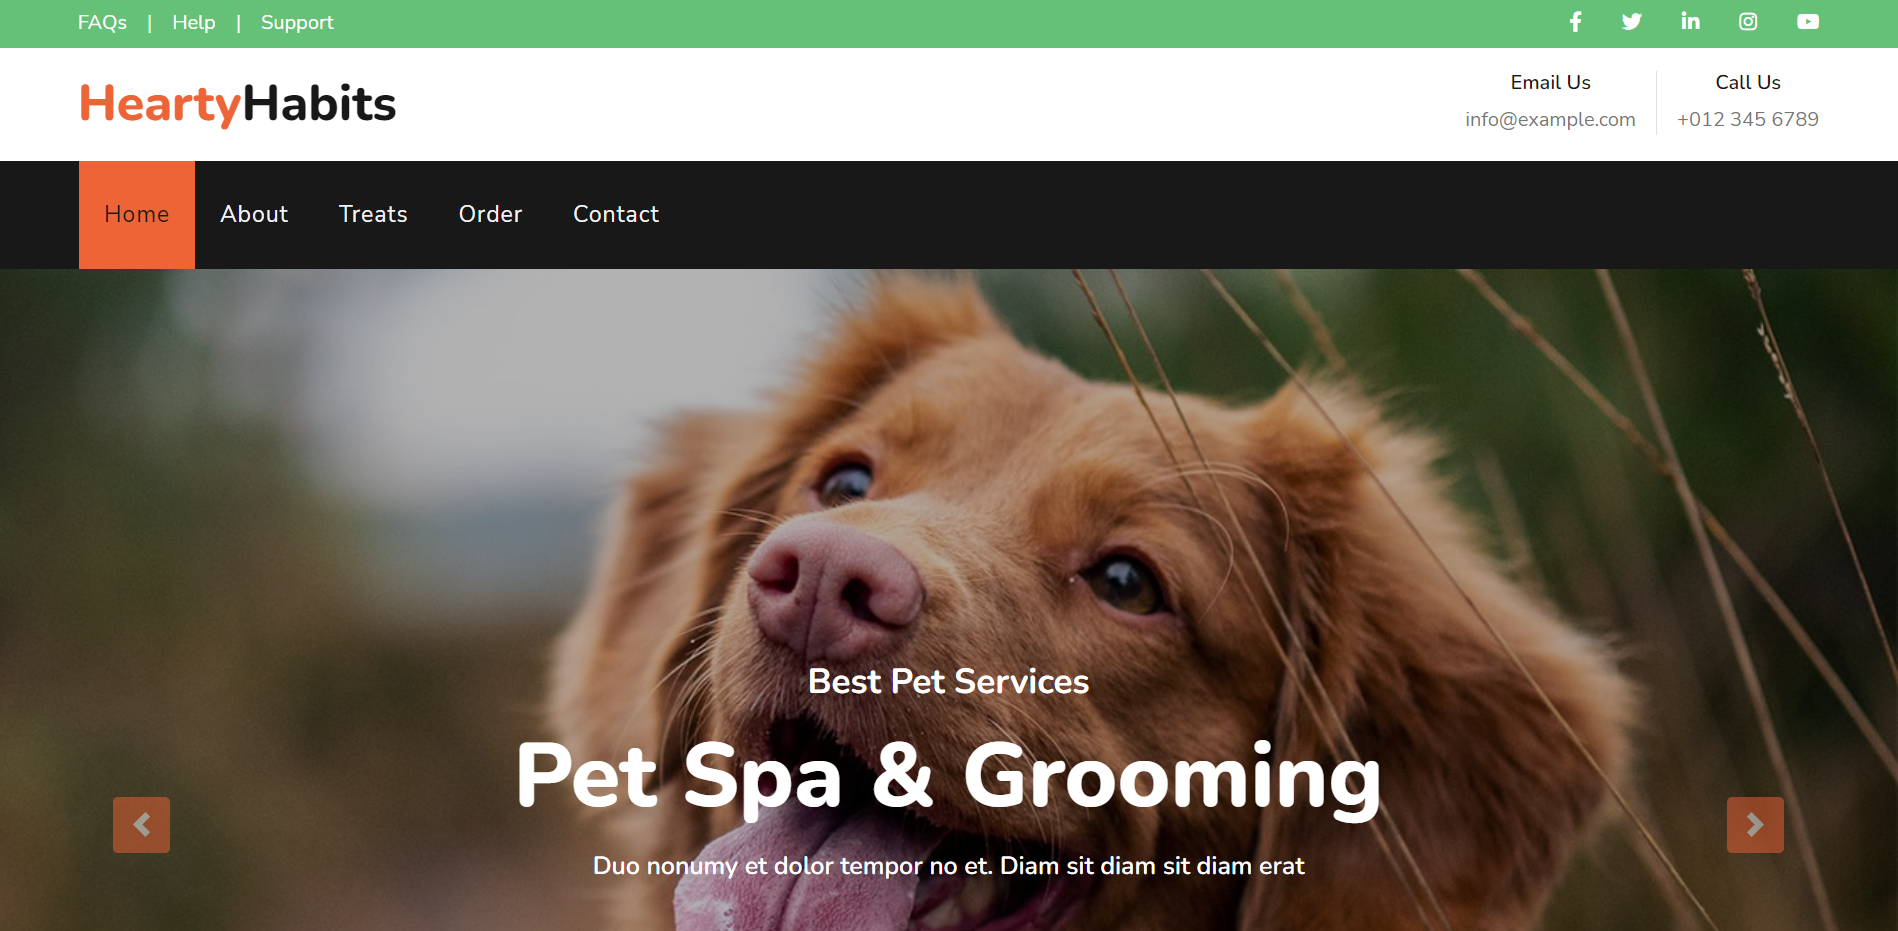 FAQs | Help | Support
HeartyHabits
Email Us
info@example.com
Call Us
+012 345 6789
Home About Treats Order Contact
Best Pet Services
Pet Spa & Grooming
Duo nonumy et dolor tempor no et. Diam sit diam sit diam erat